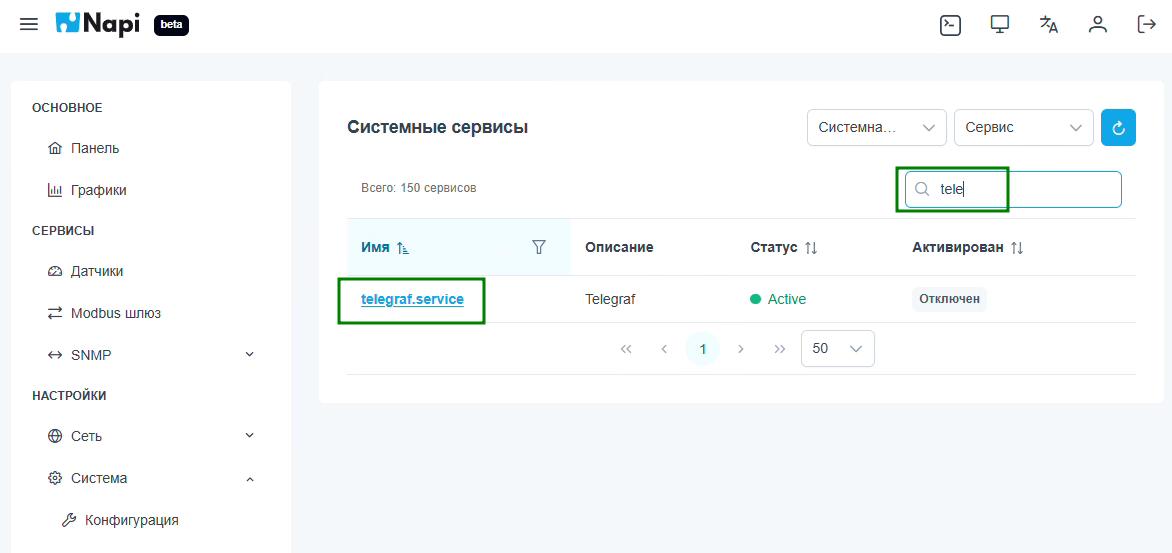 Napi beta
ОСНОВНОЕ
Панель
Графики
СЕРВИСЫ
Датчики
Modbus шлюз
SNMP
НАСТРОЙКИ
Сеть
Система
Конфигурация
Системные сервисы
Системна...
Сервис
Всего: 150 сервисов
tele
Имя Описание Статус Активирован
telegraf.service Telegraf Active Отключен
1 50